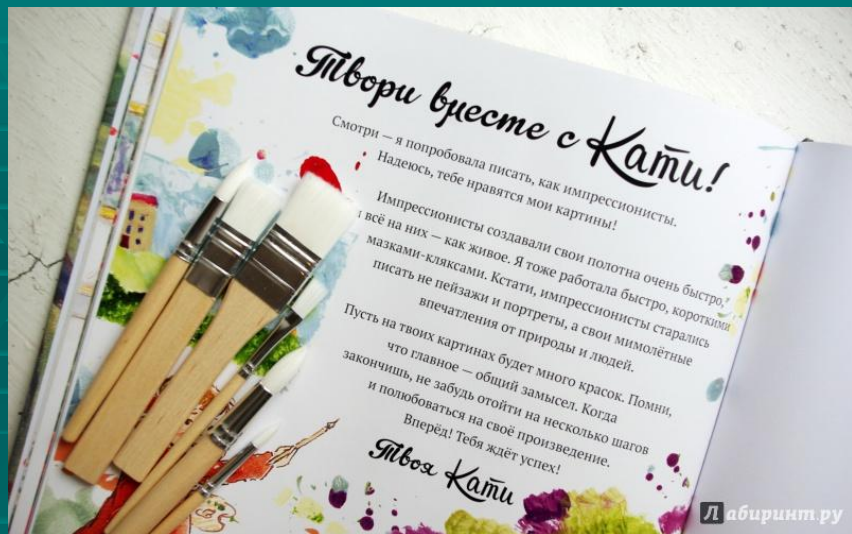 Твори вместе с Кати!
Смотри — я попробовала писать, как импрессионисты.
Надеюсь, тебе нравятся мои картины!
Импрессионисты создавали свои полотна очень быстро,
и всё на них — как живое. Я тоже работала быстро, короткими
мазками-кляксами. Кстати, импрессионисты старались
писать не пейзажи и портреты, а свои мимолётные
впечатления от природы и людей.
Пусть на твоих картинах будет много красок. Помни,
что главное — общий замысел. Когда
закончишь, не забудь отойти на несколько шагов
и полюбоваться на своё произведение.
Вперёд! Тебя ждёт успех!
Твоя Кати
Лабиринт.ру